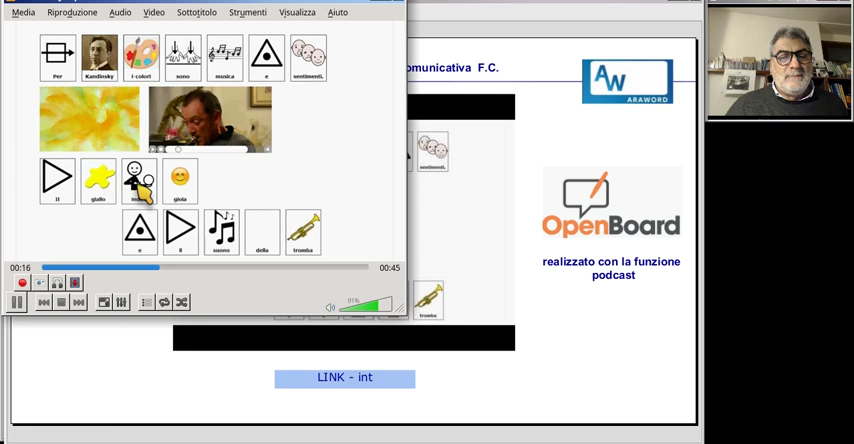 Media Riproduzione Audio Video Sottotitolo Strumenti Visualizza Aiuto
Per Kandinsky I colori sono musica e sentimenti.
Il giallo gioia
e il suono della tromba
00:16 00:45
91%
omunicativa F.C.
AW
ARAWORD
sentimenti.
tromba
OpenBoard
realizzato con la funzione
podcast
LINK - int